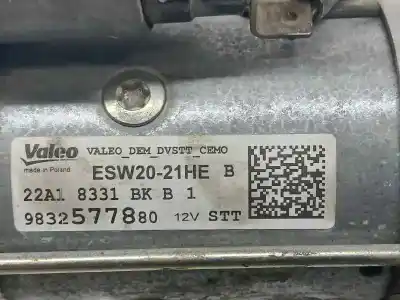 Valeo VALEO_DEM_DVSTT_CEMO
made in Poland ESW20-21HE B
22A1 8331 BK B 1
9832577880 12V STT